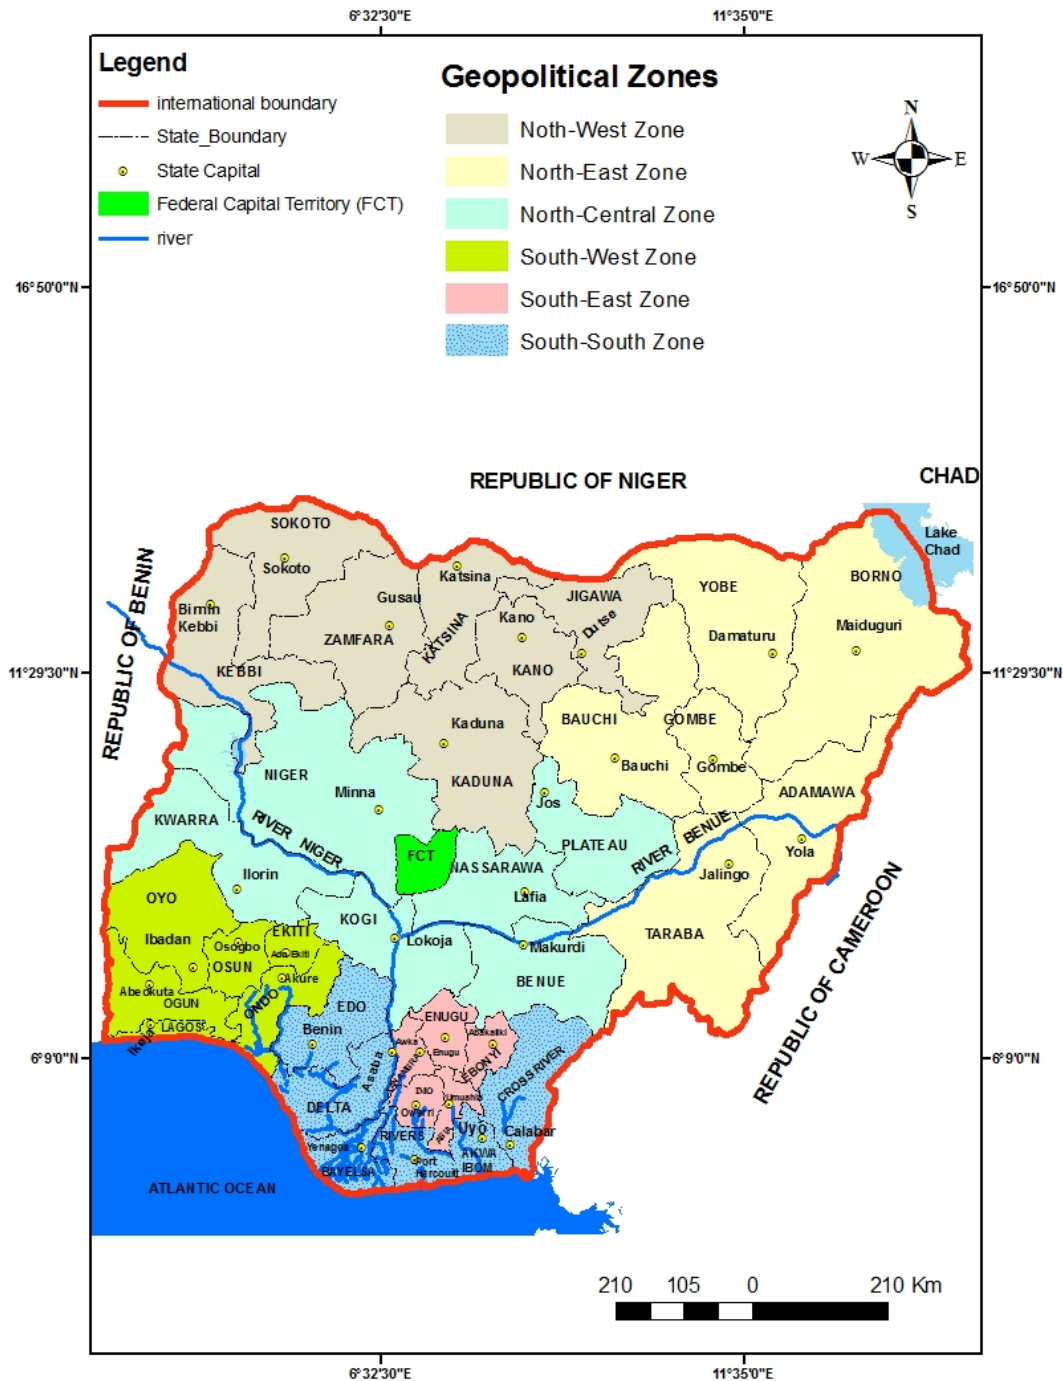 6°32'30"E
11°35'0"E
Legend
international boundary
State_Boundary
State Capital
Federal Capital Territory (FCT)
river
Geopolitical Zones
Noth-West Zone
North-East Zone
North-Central Zone
South-West Zone
South-East Zone
South-South Zone
N
W
E
S
16°50'0"N
16°50'0"N
REPUBLIC OF NIGER
CHAD
Lake
Chad
REPUBLIC OF BENIN
SOKOTO
Sokoto
Katsina
Birnin
Kebbi
Gusau
ZAMFARA
KATSINA
JIGAWA
Kano
Dutse
KANO
YOBE
BORNO
Damaturu
Maiduguri
11°29'30"N
11°29'30"N
KEBBI
Kaduna
KADUNA
BAUCHI
GOMBE
Bauchi
Gombe
ADAMAWA
NIGER
Minna
Jos
KWARRA
RIVER NIGER
FCT
NASSARAWA
PLATEAU
RIVER BENUE
Yola
Jalingo
Ilorin
Lafia
OYO
KOGI
Ibadan
EKITI
Osogbo
Ado Ekiti
Lokoja
Makurdi
TARABA
OSUN
Akure
BENUE
Abeokuta
OGUN
ONDO
EDO
LAGOS
Ikeja
Benin
ENUGU
Abakaliki
Awka
Enugu
ANAMBRA
EBONYI
Asaba
CROSS RIVER
REPUBLIC OF CAMEROON
6°9'0"N
6°9'0"N
IMO
Umuahia
Owerri
DELTA
ABIA
RIVERS
Uyo
Calabar
Yenagoa
AKWA
IBOM
Port
Harcourt
BAYELSA
ATLANTIC OCEAN
210 105 0 210 Km
6°32'30"E
11°35'0"E